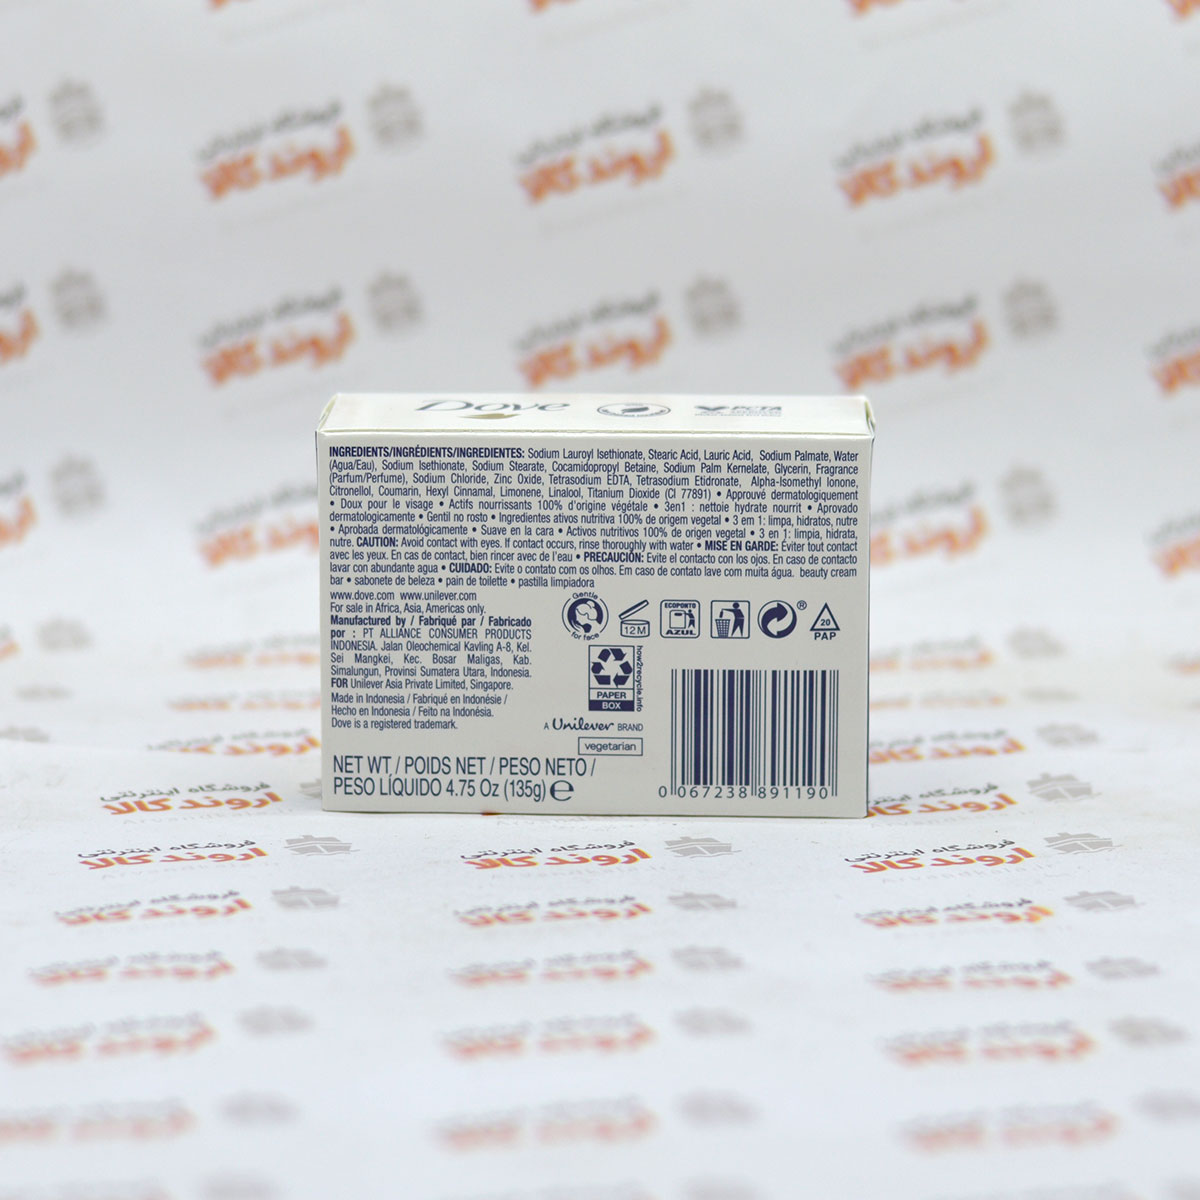 Dove
PETA
INGREDIENTS/INGRÉDIENTS/INGREDIENTES: Sodium Lauroyl Isethionate, Stearic Acid, Lauric Acid, Sodium Palmate, Water
(Agua/Eau), Sodium Isethionate, Sodium Stearate, Cocamidopropyl Betaine, Sodium Palm Kernelate, Glycerin, Fragrance
(Parfum/Perfume), Sodium Chloride, Zinc Oxide, Tetrasodium EDTA, Tetrasodium Etidronate, Alpha-Isomethyl Ionone,
Citronellol, Coumarin, Hexyl Cinnamal, Limonene, Linalool, Titanium Dioxide (CI 77891) • Approuvé dermatologiquement
• Doux pour le visage • Actifs nourrissants 100% d'origine végétale • 3en1 : nettoie hydrate nourrit • Aprovado
dermatologicamente • Gentil no rosto • Ingredientes ativos nutritiva 100% de origem vegetal • 3 em 1: limpa, hidratos, nutre
• Aprobada dermatológicamente • Suave en la cara • Activos nutritivos 100% de origen vegetal • 3 en 1: limpia, hidrata,
nutre. CAUTION: Avoid contact with eyes. If contact occurs, rinse thoroughly with water • MISE EN GARDE: Éviter tout contact
avec les yeux. En cas de contact, bien rincer avec de l'eau • PRECAUCIÓN: Evite el contacto con los ojos. En caso de contacto
lavar con abundante agua • CUIDADO: Evite o contato com os olhos. Em caso de contato lave com muita água. beauty cream
bar • sabonete de beleza • pain de toilette • pastilla limpiadora
www.dove.com www.unilever.com
For sale in Africa, Asia, Americas only.
Manufactured by / Fabriqué par / Fabricado
por : PT ALLIANCE CONSUMER PRODUCTS
INDONESIA. Jalan Oleochemical Kavling A-8, Kel.
Sei Mangkei, Kec. Bosar Maligas, Kab.
Simalungun, Provinsi Sumatera Utara, Indonesia.
FOR Unilever Asia Private Limited, Singapore.
Made in Indonesia / Fabriqué en Indonésie /
Hecho en Indonesia / Feito na Indonésia.
Dove is a registered trademark.
Gentle
for face
12M
ECOPONTO
AZUL
®
20
PAP
how2recycle.info
PAPER
BOX
A Unilever BRAND
vegetarian
NET WT / POIDS NET / PESO NETO /
PESO LÍQUIDO 4.75 Oz (135g) ℮
0 067238 891190
فروشگاه اینترنتی
اروند کالا